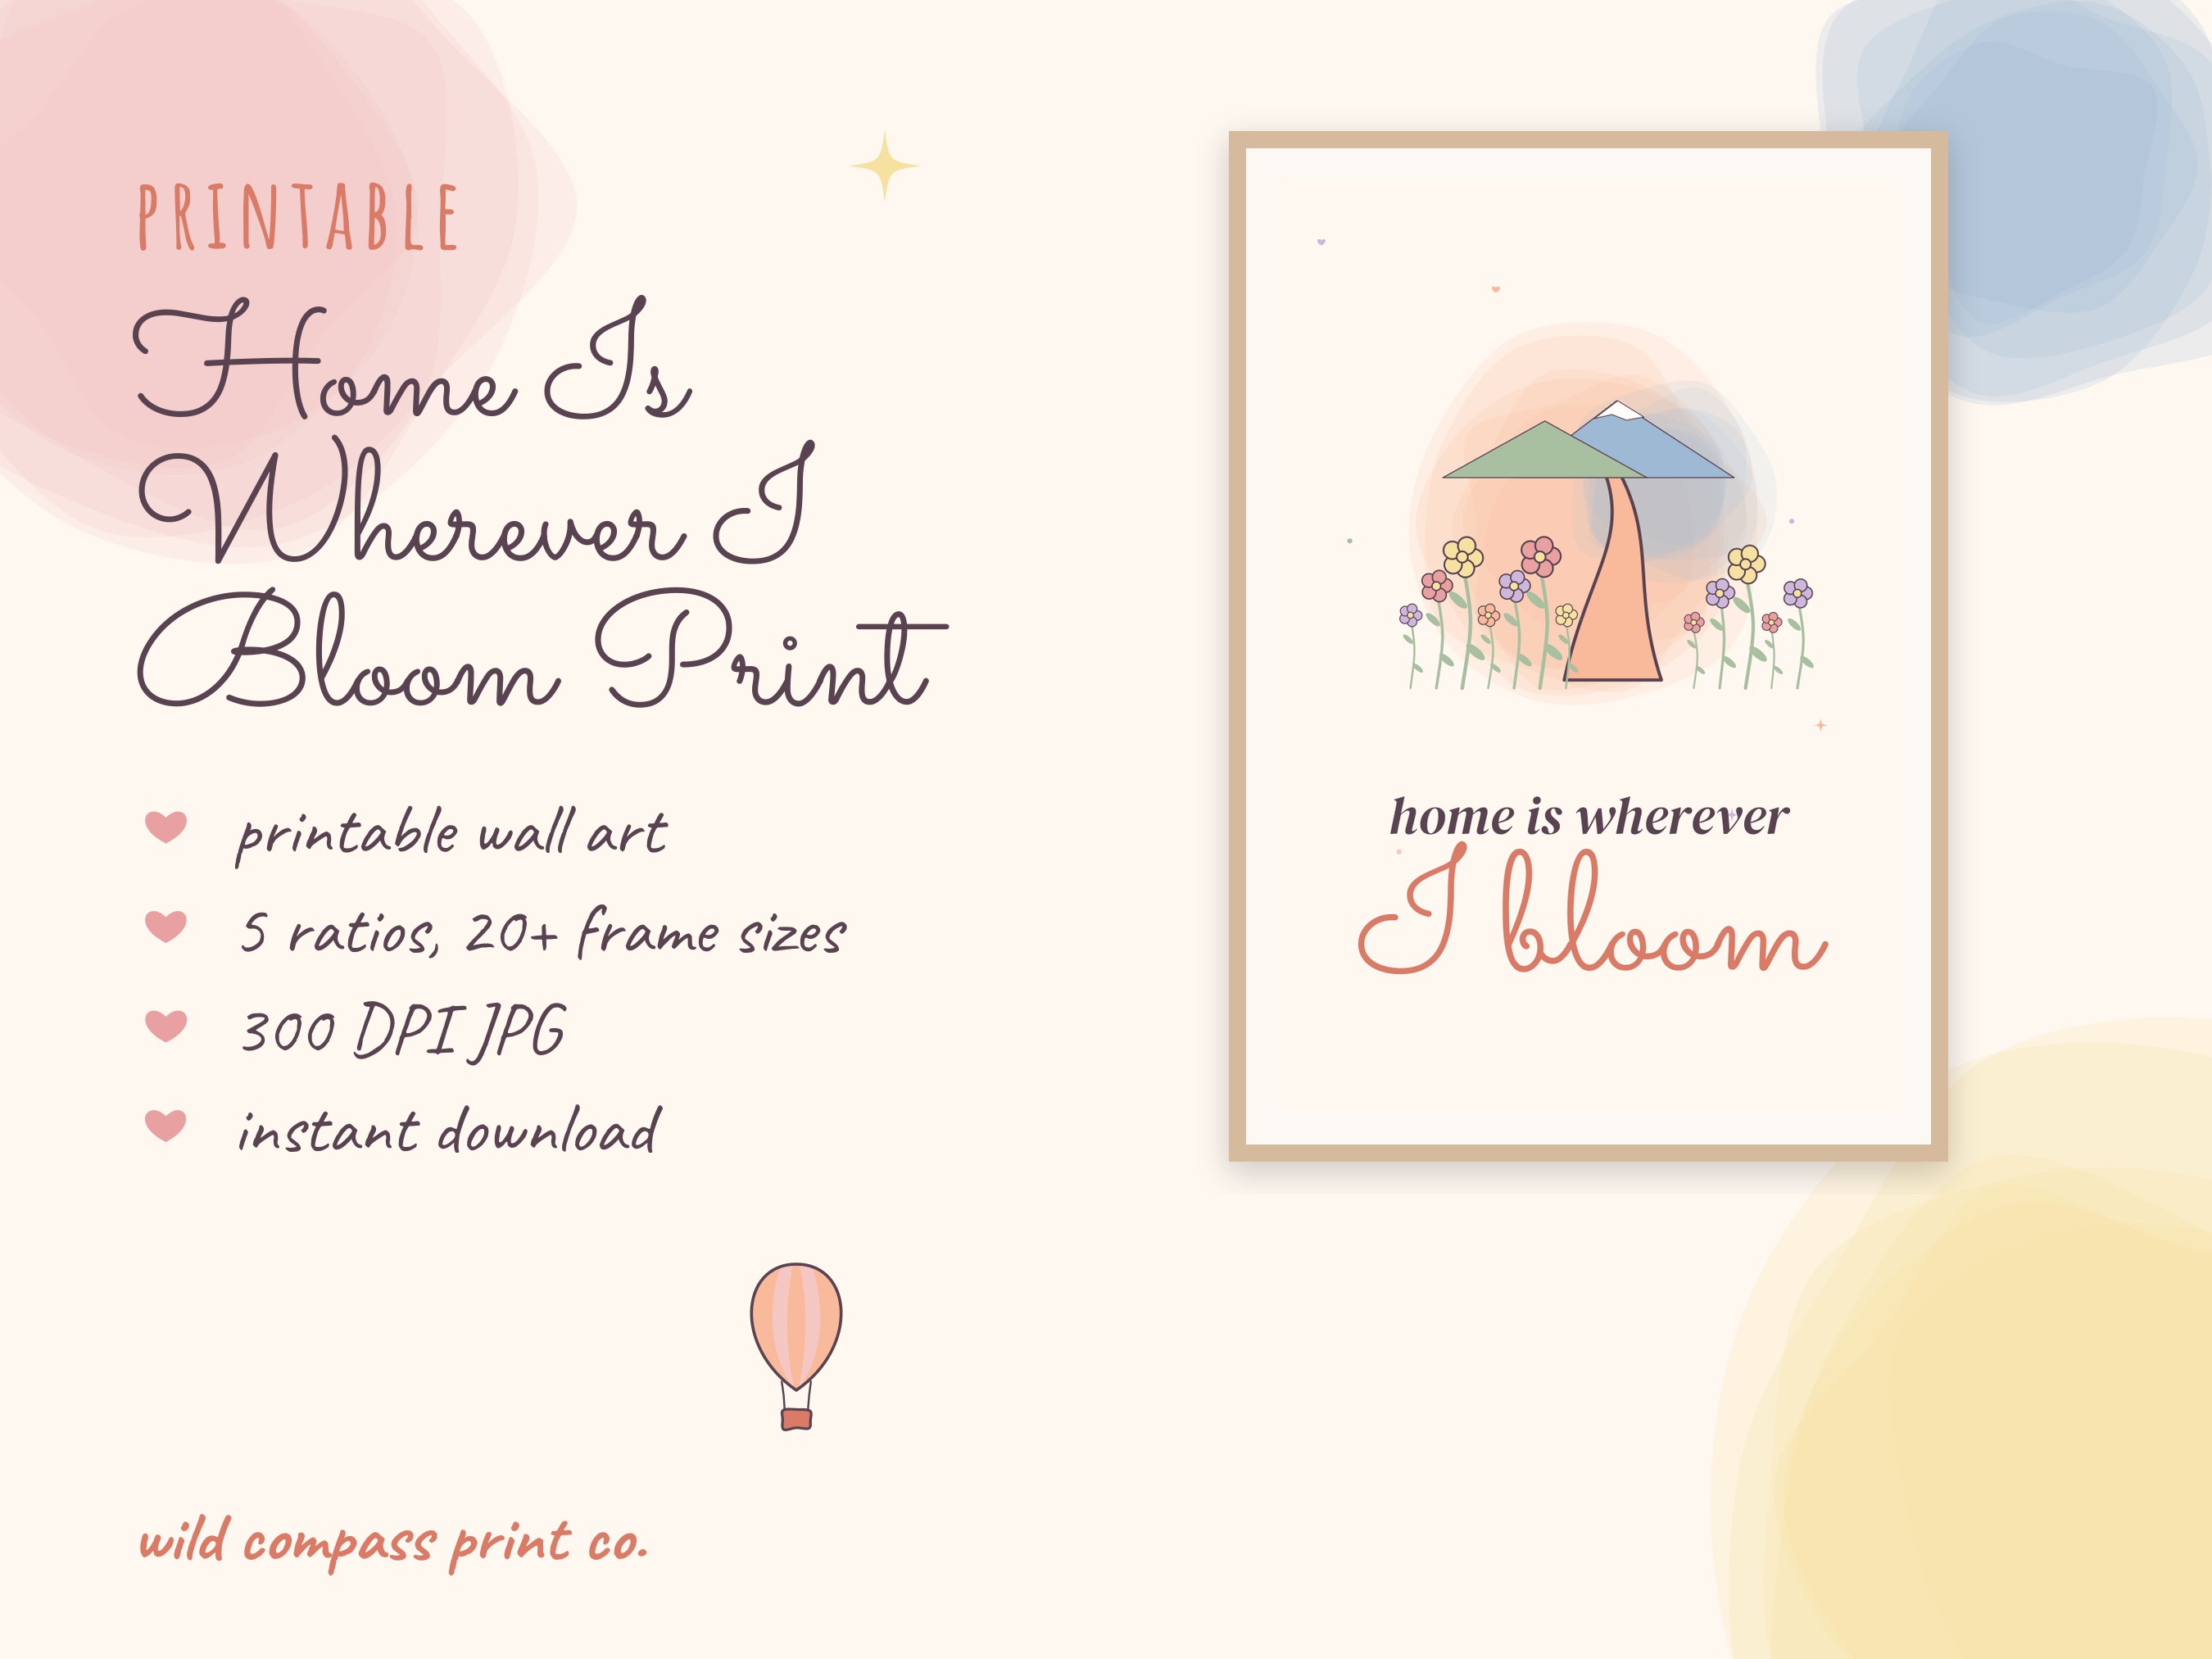 PRINTABLE
Home Is
Wherever I
Bloom Print
printable wall art
5 ratios, 20+ frame sizes
300 DPI JPG
instant download
wild compass print co.
home is wherever
I bloom